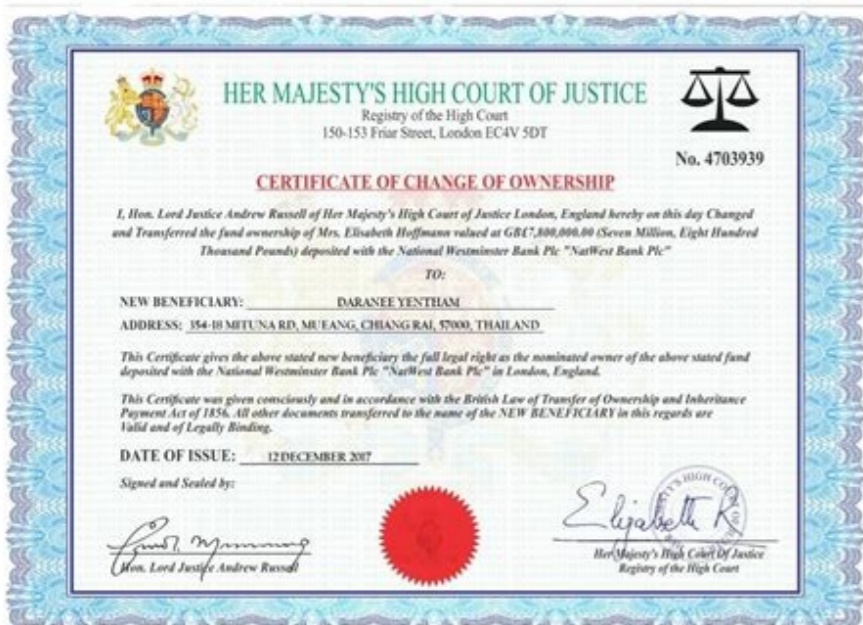 HER MAJESTY'S HIGH COURT OF JUSTICE
Registry of the High Court
150-153 Friar Street, London EC4V 5DT
No. 4703939
CERTIFICATE OF CHANGE OF OWNERSHIP
I, Hon. Lord Justice Andrew Russell of Her Majesty's High Court of Justice London, England hereby on this day Changed
and Transferred the fund ownership of Mrs. Elisabeth Hoffmann valued at GB£7,800,000.00 (Seven Million, Eight Hundred
Thousand Pounds) deposited with the National Westminster Bank Plc "NatWest Bank Plc"
TO:
NEW BENEFICIARY: DARANEE YENTHAM
ADDRESS: 354-18 MITUNA RD, MUEANG, CHIANG RAI, 57000, THAILAND
This Certificate gives the above stated new beneficiary the full legal right as the nominated owner of the above stated fund
deposited with the National Westminster Bank Plc "NatWest Bank Plc" in London, England.
This Certificate was given consciously and in accordance with the British Law of Transfer of Ownership and Inheritance
Payment Act of 1856. All other documents transferred to the name of the NEW BENEFICIARY in this regards are
Valid and of Legally Binding.
DATE OF ISSUE: 12 DECEMBER 2017
Signed and Sealed by:
Elizabeth R
Hon. Lord Justice Andrew Russell
Her Majesty's High Court Of Justice
Registry of the High Court